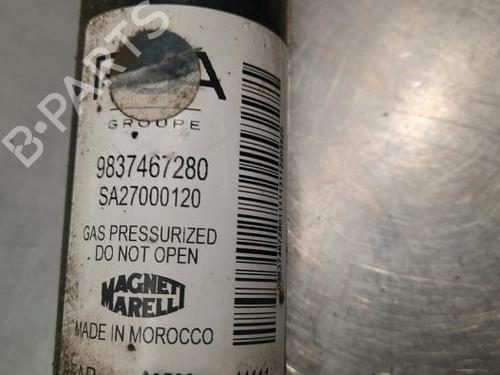 B-PARTS
GROUPE
9837467280
SA27000120
GAS PRESSURIZED
DO NOT OPEN
MAGNETI
MARELLI
MADE IN MOROCCO